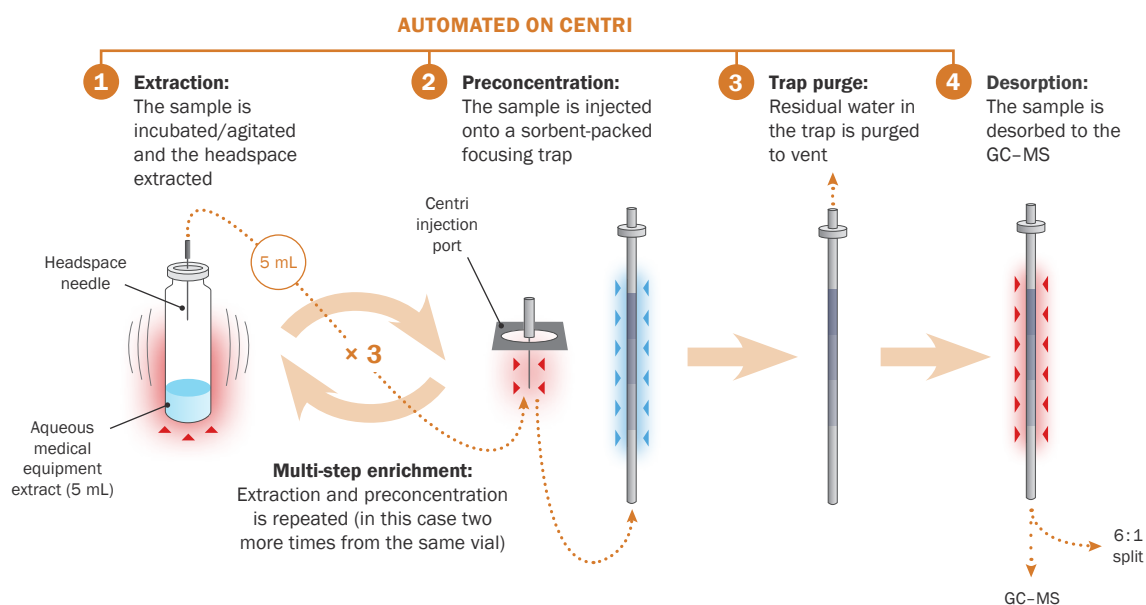 AUTOMATED ON CENTRI
1
Extraction:
The sample is
incubated/agitated
and the headspace
extracted
2
Preconcentration:
The sample is injected
onto a sorbent-packed
focusing trap
3
Trap purge:
Residual water in
the trap is purged
to vent
4
Desorption:
The sample is
desorbed to the
GC–MS
Headspace
needle
5 mL
Centri
injection
port
× 3
Aqueous
medical
equipment
extract (5 mL)
Multi-step enrichment:
Extraction and preconcentration
is repeated (in this case two
more times from the same vial)
6:1
split
GC–MS